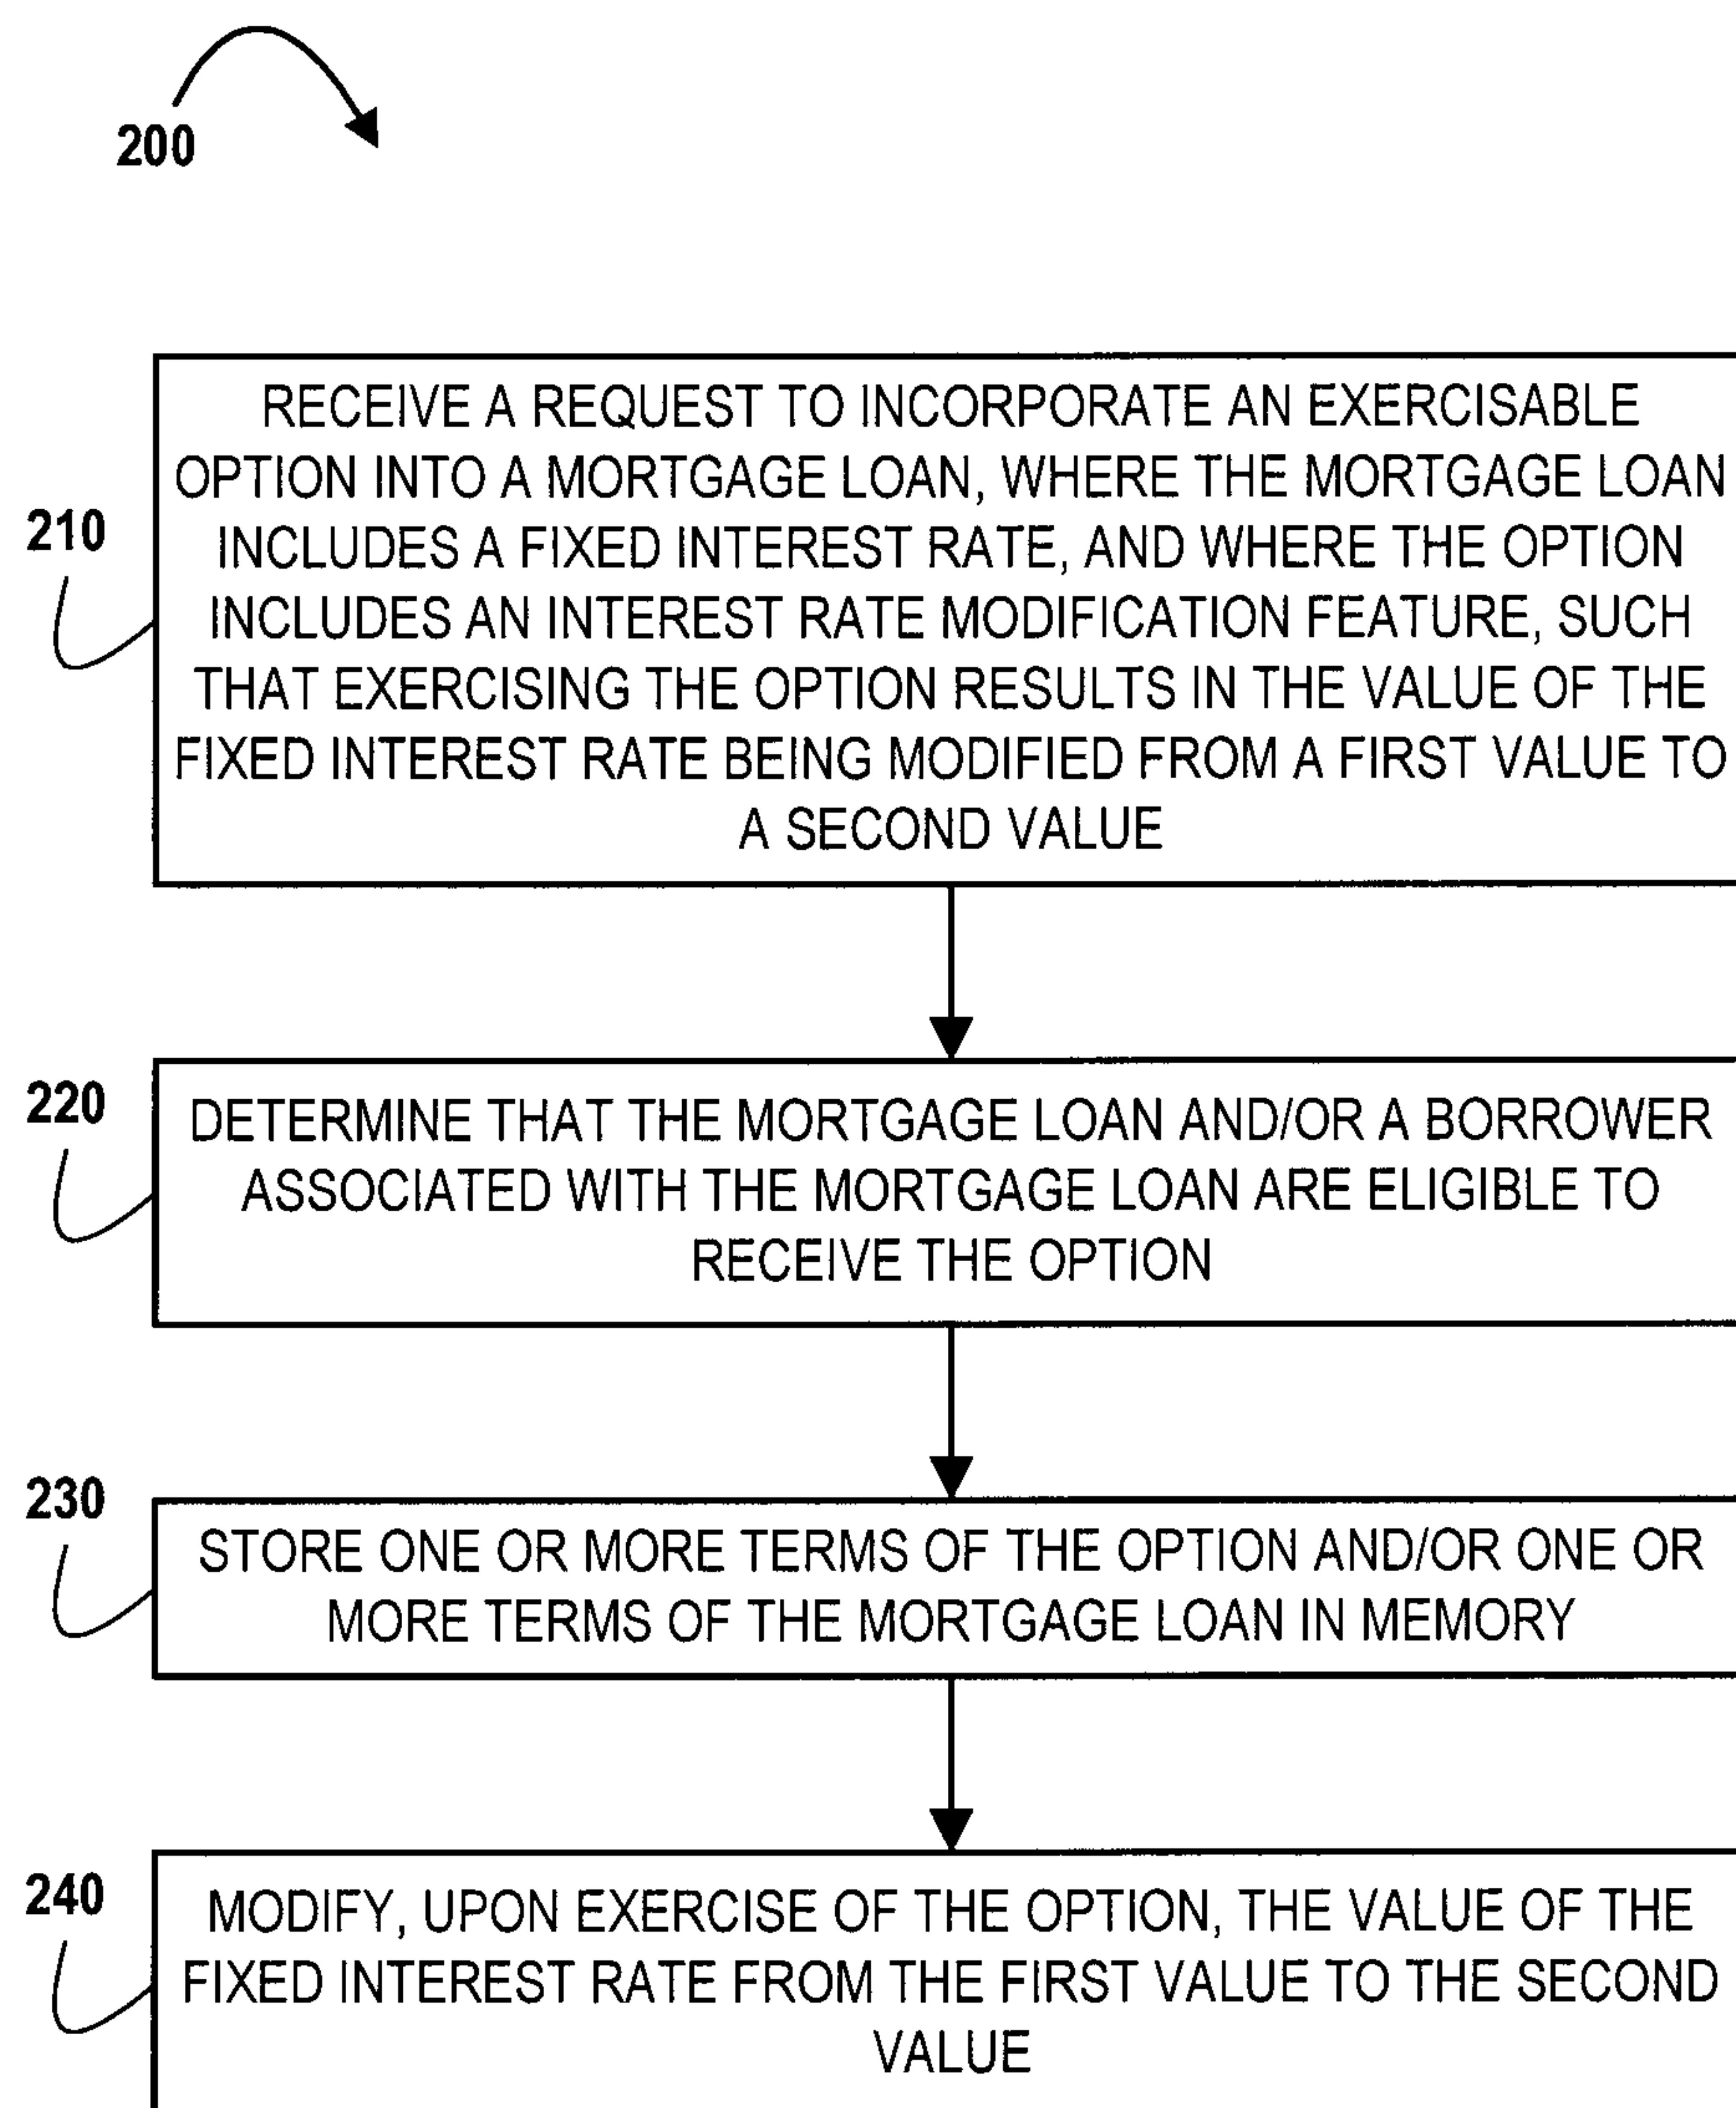 200
210
RECEIVE A REQUEST TO INCORPORATE AN EXERCISABLE
OPTION INTO A MORTGAGE LOAN, WHERE THE MORTGAGE LOAN
INCLUDES A FIXED INTEREST RATE, AND WHERE THE OPTION
INCLUDES AN INTEREST RATE MODIFICATION FEATURE, SUCH
THAT EXERCISING THE OPTION RESULTS IN THE VALUE OF THE
FIXED INTEREST RATE BEING MODIFIED FROM A FIRST VALUE TO
A SECOND VALUE
220
DETERMINE THAT THE MORTGAGE LOAN AND/OR A BORROWER
ASSOCIATED WITH THE MORTGAGE LOAN ARE ELIGIBLE TO
RECEIVE THE OPTION
230
STORE ONE OR MORE TERMS OF THE OPTION AND/OR ONE OR
MORE TERMS OF THE MORTGAGE LOAN IN MEMORY
240
MODIFY, UPON EXERCISE OF THE OPTION, THE VALUE OF THE
FIXED INTEREST RATE FROM THE FIRST VALUE TO THE SECOND
VALUE